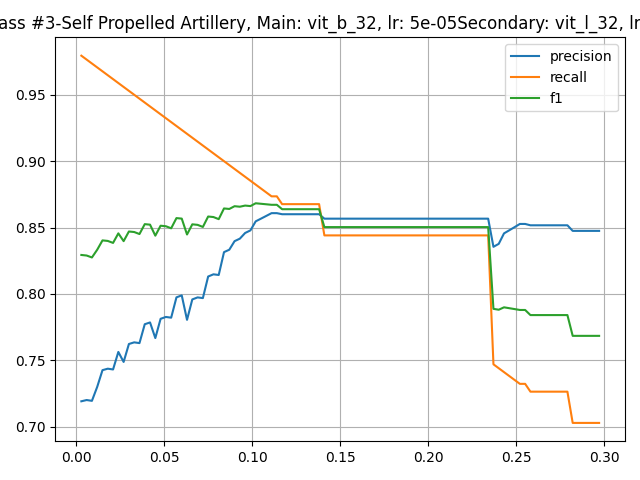 ass #3-Self Propelled Artillery, Main: vit_b_32, lr: 5e-05Secondary: vit_l_32, lr
precision
recall
f1
0.95
0.90
0.85
0.80
0.75
0.70
0.00 0.05 0.10 0.15 0.20 0.25 0.30